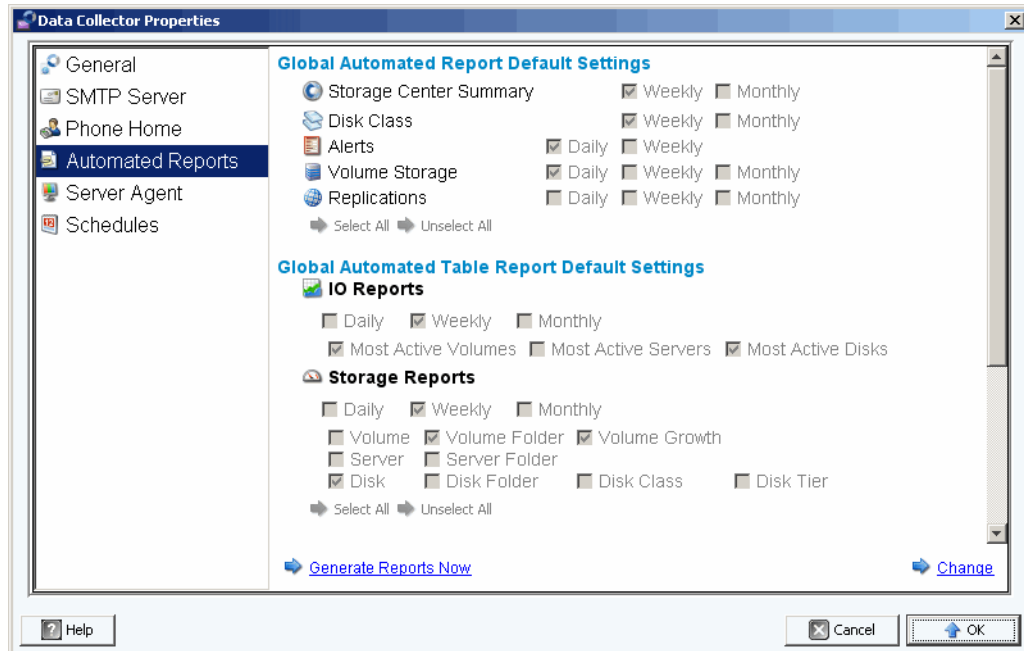 Data Collector Properties
General
SMTP Server
Phone Home
Automated Reports
Server Agent
Schedules
Global Automated Report Default Settings
Storage Center Summary Weekly Monthly
Disk Class Weekly Monthly
Alerts Daily Weekly
Volume Storage Daily Weekly Monthly
Replications Daily Weekly Monthly
Select All Unselect All
Global Automated Table Report Default Settings
IO Reports
Daily Weekly Monthly
Most Active Volumes Most Active Servers Most Active Disks
Storage Reports
Daily Weekly Monthly
Volume Volume Folder Volume Growth
Server Server Folder
Disk Disk Folder Disk Class Disk Tier
Select All Unselect All
Generate Reports Now Change
Help Cancel OK